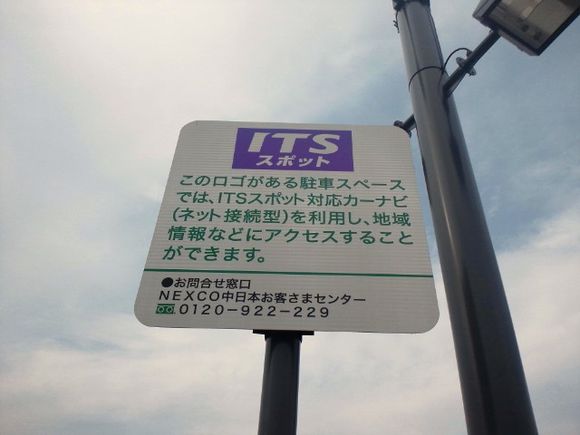 ITS
スポット
このロゴがある駐車スペース
では、ITSスポット対応カーナビ
(ネット接続型)を利用し、地域
情報などにアクセスすること
ができます。
●お問合せ窓口
NEXCO中日本お客さまセンター
0120-922-229